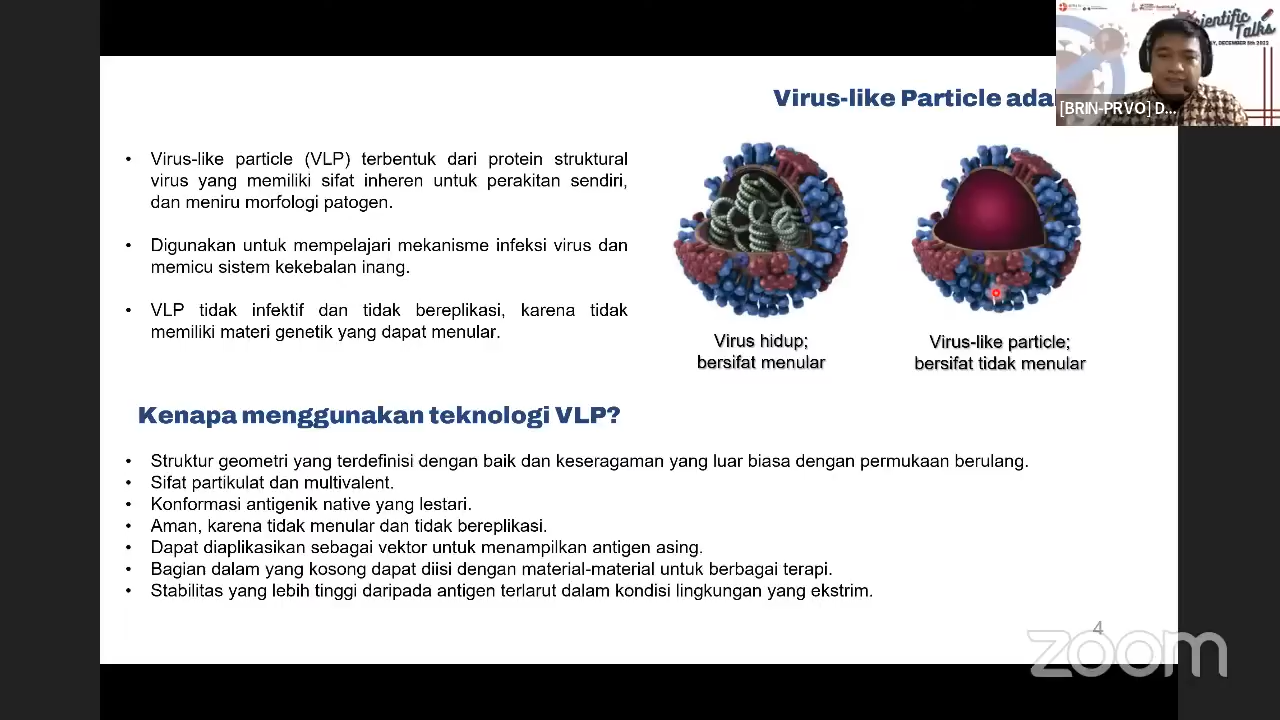 Scientific
Talks
DECEMBER 5th 2022
[BRIN-PRVO] D...
Virus-like Particle ada
• Virus-like particle (VLP) terbentuk dari protein struktural
virus yang memiliki sifat inheren untuk perakitan sendiri,
dan meniru morfologi patogen.
• Digunakan untuk mempelajari mekanisme infeksi virus dan
memicu sistem kekebalan inang.
• VLP tidak infektif dan tidak bereplikasi, karena tidak
memiliki materi genetik yang dapat menular.
Virus hidup;
bersifat menular
Virus-like particle;
bersifat tidak menular
Kenapa menggunakan teknologi VLP?
• Struktur geometri yang terdefinisi dengan baik dan keseragaman yang luar biasa dengan permukaan berulang.
• Sifat partikulat dan multivalent.
• Konformasi antigenik native yang lestari.
• Aman, karena tidak menular dan tidak bereplikasi.
• Dapat diaplikasikan sebagai vektor untuk menampilkan antigen asing.
• Bagian dalam yang kosong dapat diisi dengan material-material untuk berbagai terapi.
• Stabilitas yang lebih tinggi daripada antigen terlarut dalam kondisi lingkungan yang ekstrim.
4
zoom